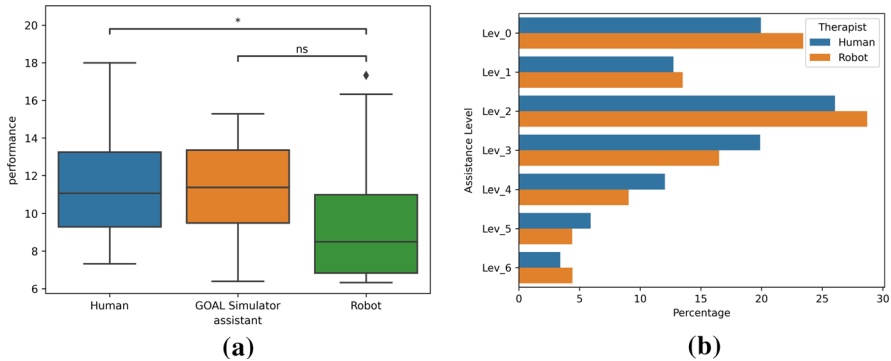 20
18
16
14
12
10
8
6
performance
*
ns
Human
GOAL Simulator
Robot
assistant
(a)
Assistance Level
Lev_0
Lev_1
Lev_2
Lev_3
Lev_4
Lev_5
Lev_6
Therapist
Human
Robot
0 5 10 15 20 25 30
Percentage
(b)